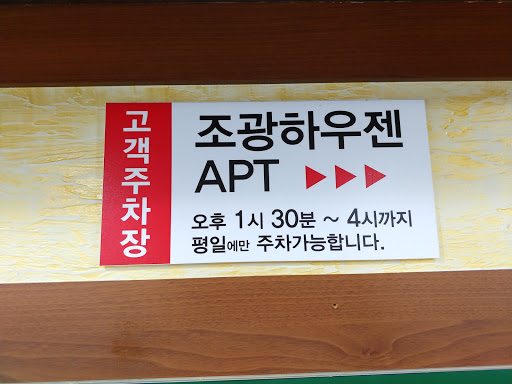 고객주차장
조광하우젠
APT ▶▶▶
오후 1시 30분 ~ 4시까지
평일에만 주차가능합니다.